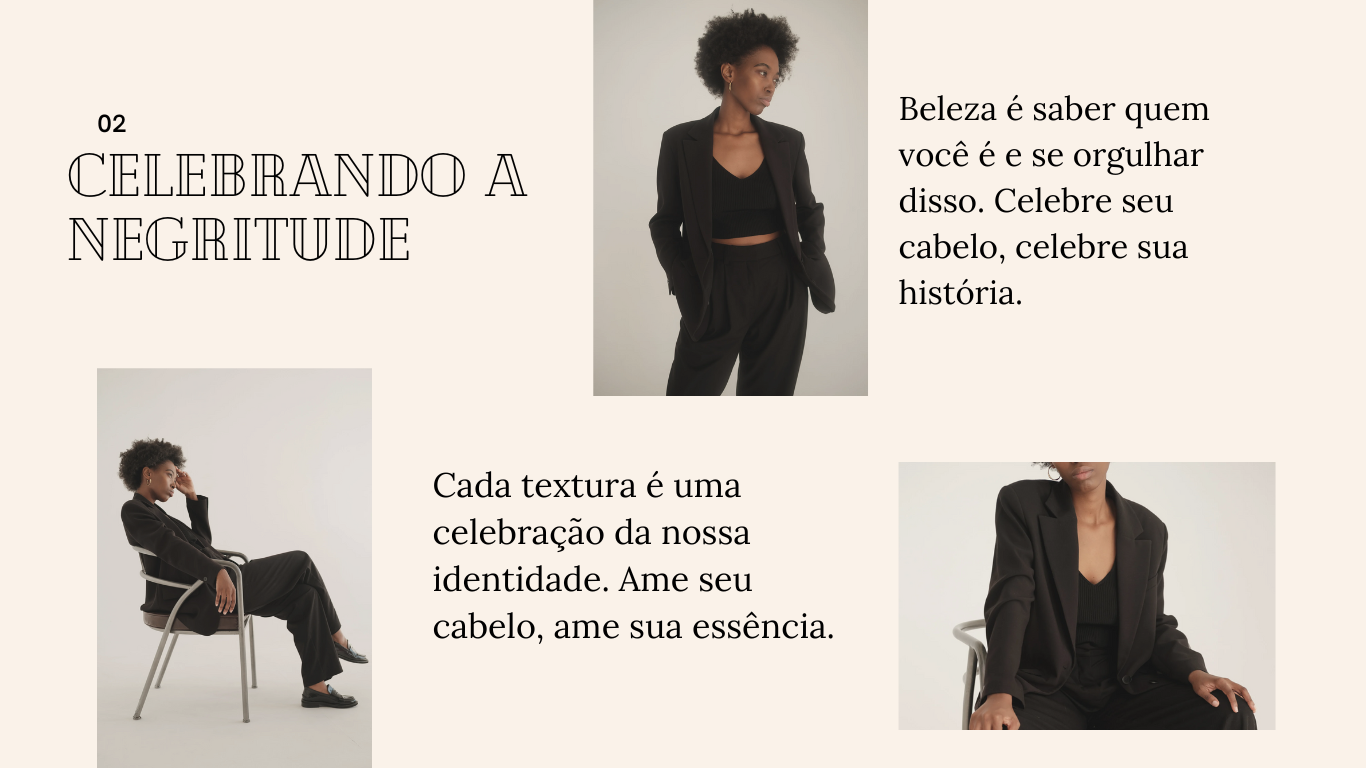 02
CELEBRANDO A
NEGRITUDE
Beleza é saber quem
você é e se orgulhar
disso. Celebre seu
cabelo, celebre sua
história.
Cada textura é uma
celebração da nossa
identidade. Ame seu
cabelo, ame sua essência.